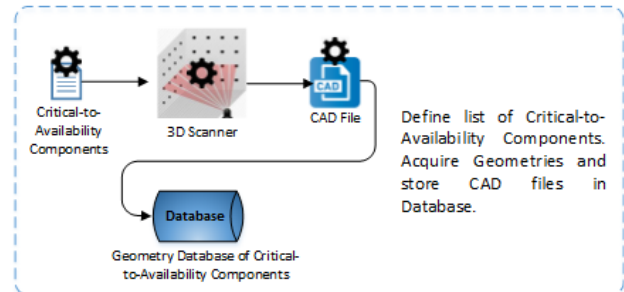 Critical-to-
Availability
Components
3D Scanner
CAD
CAD File
Define list of Critical-to-
Availability Components.
Acquire Geometries and
store CAD files in
Database.
Database
Geometry Database of Critical-
to-Availability Components